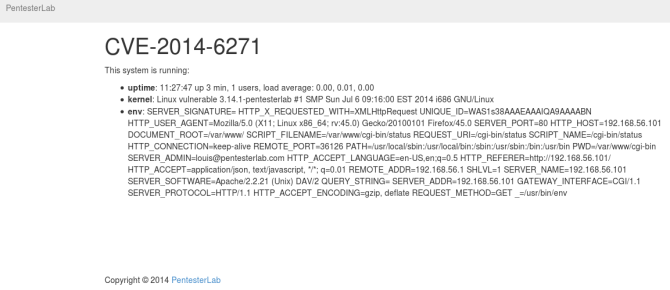 PentesterLab
CVE-2014-6271
This system is running:
• uptime: 11:27:47 up 3 min, 1 users, load average: 0.00, 0.01, 0.00
• kernel: Linux vulnerable 3.14.1-pentesterlab #1 SMP Sun Jul 6 09:16:00 EST 2014 i686 GNU/Linux
• env: SERVER_SIGNATURE= HTTP_X_REQUESTED_WITH=XMLHttpRequest UNIQUE_ID=WAS1s38AAAEAAAIQA9AAAABN
HTTP_USER_AGENT=Mozilla/5.0 (X11; Linux x86_64; rv:45.0) Gecko/20100101 Firefox/45.0 SERVER_PORT=80 HTTP_HOST=192.168.56.101
DOCUMENT_ROOT=/var/www/ SCRIPT_FILENAME=/var/www/cgi-bin/status REQUEST_URI=/cgi-bin/status SCRIPT_NAME=/cgi-bin/status
HTTP_CONNECTION=keep-alive REMOTE_PORT=36126 PATH=/usr/local/sbin:/usr/local/bin:/sbin:/usr/sbin:/bin:/usr/bin PWD=/var/www/cgi-bin
SERVER_ADMIN=louis@pentesterlab.com HTTP_ACCEPT_LANGUAGE=en-US,en;q=0.5 HTTP_REFERER=http://192.168.56.101/
HTTP_ACCEPT=application/json, text/javascript, */*; q=0.01 REMOTE_ADDR=192.168.56.1 SHLVL=1 SERVER_NAME=192.168.56.101
SERVER_SOFTWARE=Apache/2.2.21 (Unix) DAV/2 QUERY_STRING= SERVER_ADDR=192.168.56.101 GATEWAY_INTERFACE=CGI/1.1
SERVER_PROTOCOL=HTTP/1.1 HTTP_ACCEPT_ENCODING=gzip, deflate REQUEST_METHOD=GET _=/usr/bin/env
Copyright © 2014 PentesterLab